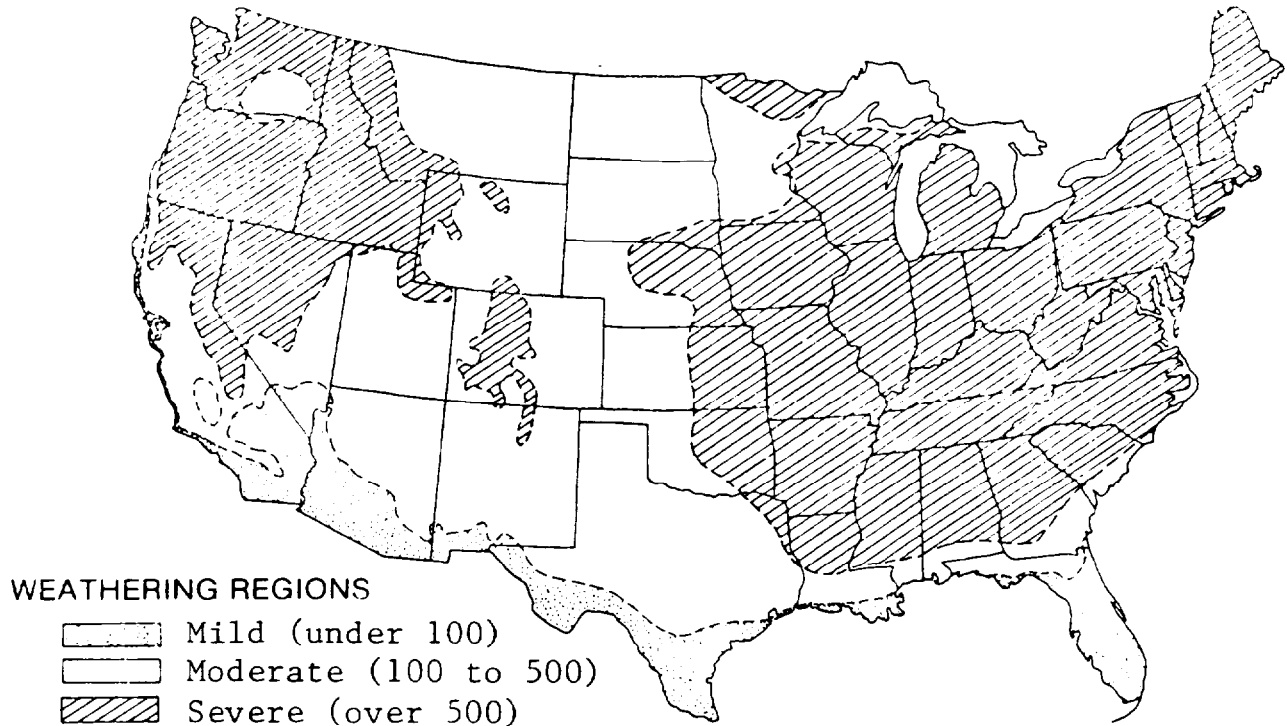 WEATHERING REGIONS
Mild (under 100)
Moderate (100 to 500)
Severe (over 500)